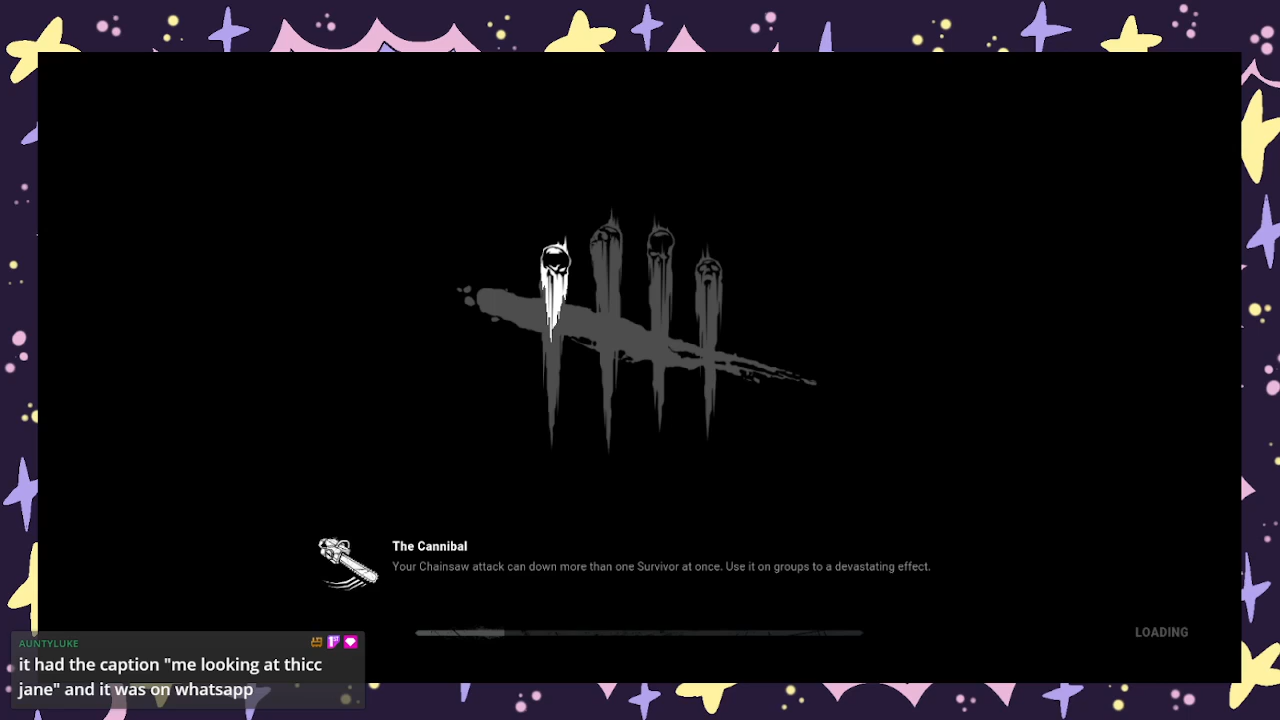 The Cannibal
Your Chainsaw attack can down more than one Survivor at once. Use it on groups to a devastating effect.
LOADING
AUNTYLUKE
it had the caption "me looking at thicc
jane" and it was on whatsapp